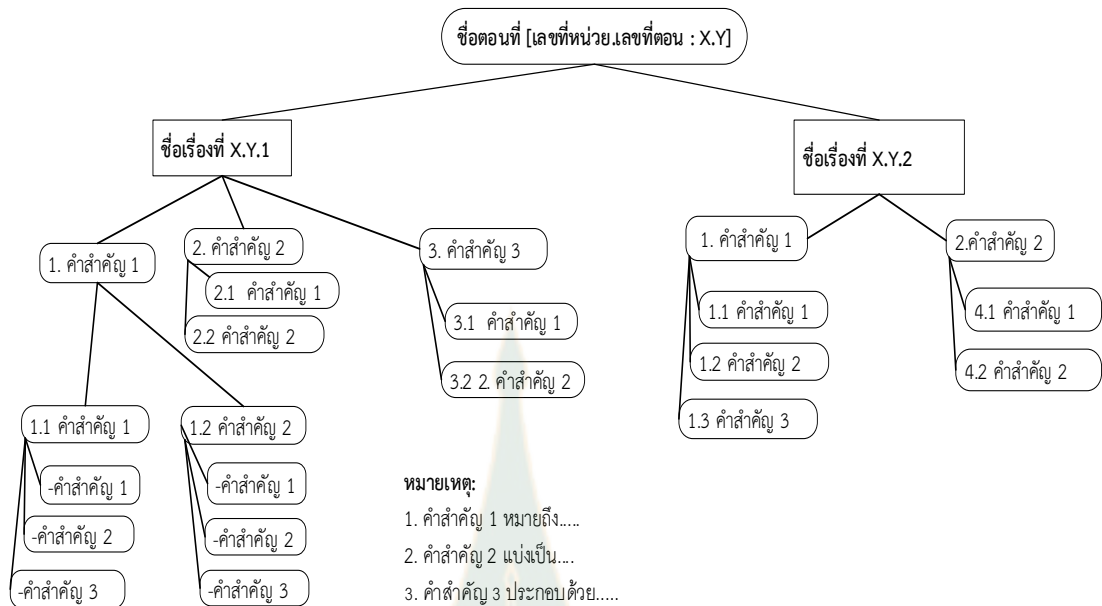 ชื่อตอนที่ [เลขที่หน่วย.เลขที่ตอน : X.Y]
ชื่อเรื่องที่ X.Y.1
1. คำสำคัญ 1
1.1 คำสำคัญ 1
-คำสำคัญ 1
-คำสำคัญ 2
-คำสำคัญ 3
1.2 คำสำคัญ 2
-คำสำคัญ 1
-คำสำคัญ 2
-คำสำคัญ 3
2. คำสำคัญ 2
2.1 คำสำคัญ 1
2.2 คำสำคัญ 2
3. คำสำคัญ 3
3.1 คำสำคัญ 1
3.2 2. คำสำคัญ 2
ชื่อเรื่องที่ X.Y.2
1. คำสำคัญ 1
1.1 คำสำคัญ 1
1.2 คำสำคัญ 2
1.3 คำสำคัญ 3
2.คำสำคัญ 2
4.1 คำสำคัญ 1
4.2 คำสำคัญ 2
หมายเหตุ:
1. คำสำคัญ 1 หมายถึง....
2. คำสำคัญ 2 แบ่งเป็น....
3. คำสำคัญ 3 ประกอบด้วย.....